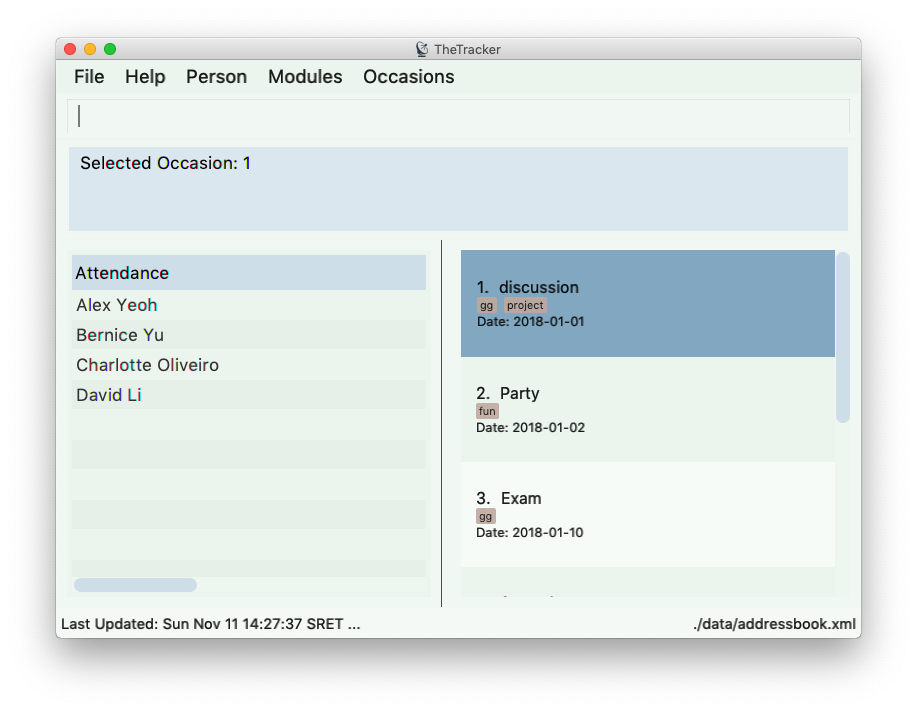 TheTracker
File Help Person Modules Occasions
Selected Occasion: 1
Attendance
Alex Yeoh
Bernice Yu
Charlotte Oliveiro
David Li
1. discussion
gg project
Date: 2018-01-01
2. Party
fun
Date: 2018-01-02
3. Exam
gg
Date: 2018-01-10
Last Updated: Sun Nov 11 14:27:37 SRET ...
./data/addressbook.xml